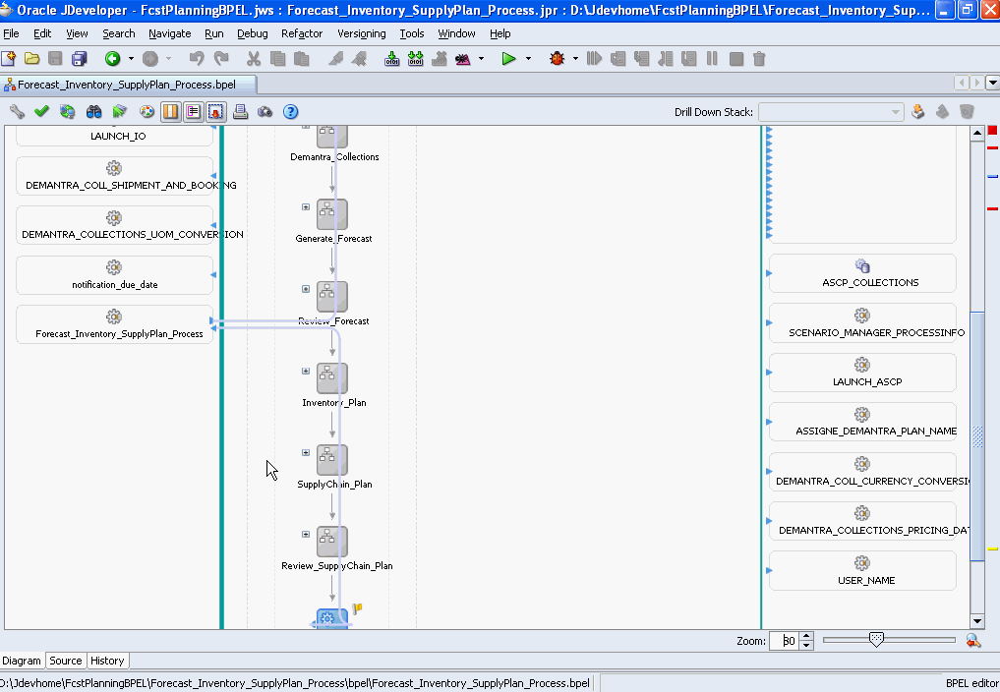 Oracle JDeveloper - FcstPlanningBPEL.jws : Forecast_Inventory_SupplyPlan_Process.jpr : D:\Jdevhome\FcstPlanningBPEL\Forecast_Inventory_Sup...
File Edit View Search Navigate Run Debug Refactor Versioning Tools Window Help
Forecast_Inventory_SupplyPlan_Process.bpel
Drill Down Stack:
LAUNCH_IO
DEMANTRA_COLL_SHIPMENT_AND_BOOKING
DEMANTRA_COLLECTIONS_UOM_CONVERSION
notification_due_date
Forecast_Inventory_SupplyPlan_Process
Demantra_Collections
Generate_Forecast
Review_Forecast
Inventory_Plan
SupplyChain_Plan
Review_SupplyChain_Plan
ASCP_COLLECTIONS
SCENARIO_MANAGER_PROCESSINFO
LAUNCH_ASCP
ASSIGNE_DEMANTRA_PLAN_NAME
DEMANTRA_COLL_CURRENCY_CONVERSI
DEMANTRA_COLLECTIONS_PRICING_DAT
USER_NAME
Zoom: 80
Diagram Source History
D:\Jdevhome\FcstPlanningBPEL\Forecast_Inventory_SupplyPlan_Process\bpel\Forecast_Inventory_SupplyPlan_Process.bpel
BPEL editor